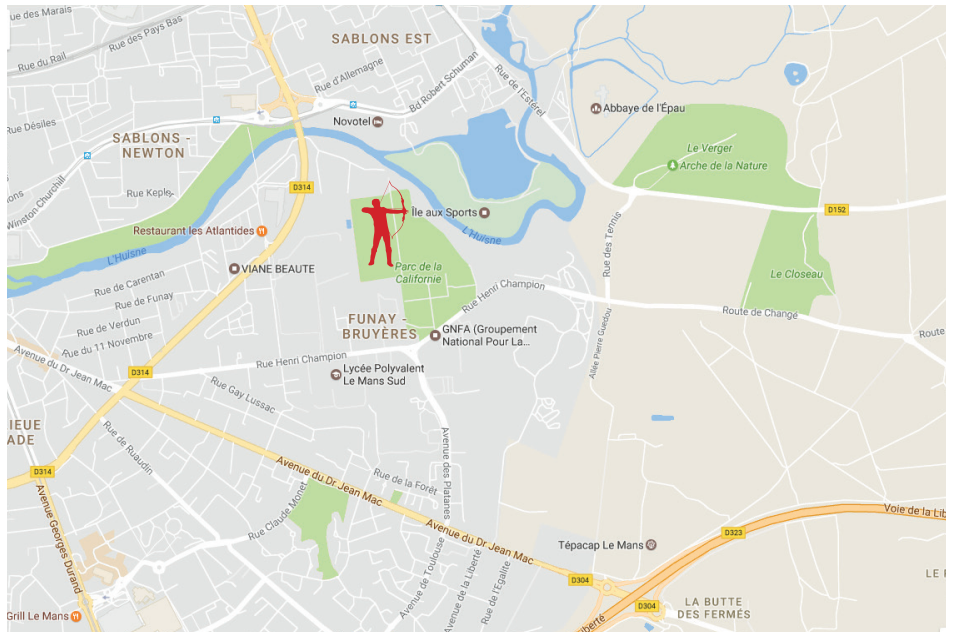 ue des Marais
Rue des Pays Bas
SABLONS EST
Rue du Rail
Rue d'Allemagne
Bd Robert Schuman
Rue de l'Estérel
Abbaye de l'Épau
Novotel
Rue Désiles
SABLONS -
NEWTON
Le Verger
Arche de la Nature
D314
Rue Kepler
ons
Winston Churchill
Île aux Sports
D152
Restaurant les Atlantides
L'Huisne
L'Huisne
Rue des Tennis
VIANE BEAUTE
Parc de la
Californie
Le Closeau
Rue de Carentan
Rue de Funay
Rue Henri Champion
Route de Changé
Rue de Verdun
FUNAY -
BRUYÈRES
GNFA (Groupement
National Pour La...
Route
Rue du 11 Novembre
Avenue du Dr Jean Mac
Rue Henri Champion
Allée Pierre Guédou
D314
Lycée Polyvalent
Le Mans Sud
Rue Gay Lussac
IEUE
ADE
Rue de Ruaudin
Avenue des Platanes
D314
Avenue du Dr Jean Mac
Rue de la Forêt
Avenue Georges Durand
Rue Claude Monet
Avenue du Dr Jean Mac
Voie de la Lib
D323
Tépacap Le Mans
Avenue de Toulouse
Avenue de la Liberté
Rue de l'Egalite
D304
LE F
D304
LA BUTTE
DES FERMÉS
Grill Le Mans
Liberté